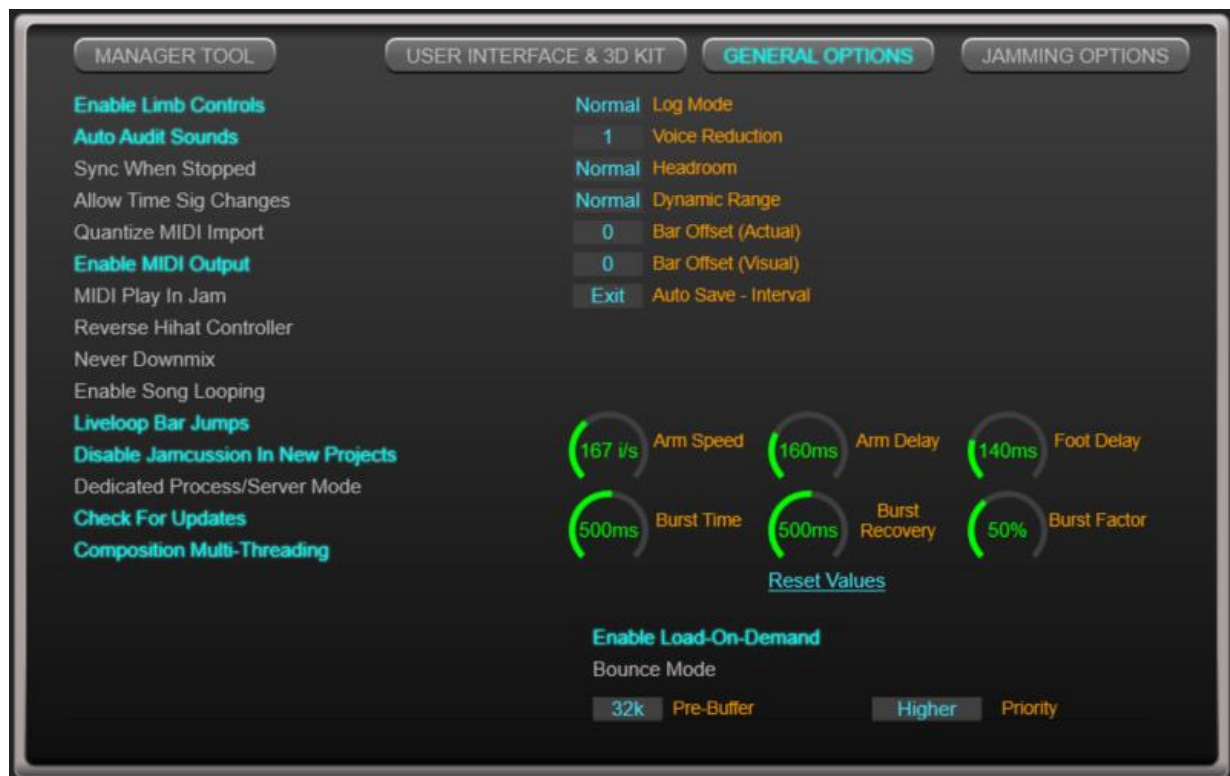 MANAGER TOOL USER INTERFACE & 3D KIT GENERAL OPTIONS JAMMING OPTIONS
Enable Limb Controls
Auto Audit Sounds
Sync When Stopped
Allow Time Sig Changes
Quantize MIDI Import
Enable MIDI Output
MIDI Play In Jam
Reverse Hihat Controller
Never Downmix
Enable Song Looping
Liveloop Bar Jumps
Disable Jamcussion In New Projects
Dedicated Process/Server Mode
Check For Updates
Composition Multi-Threading
Normal Log Mode
1 Voice Reduction
Normal Headroom
Normal Dynamic Range
0 Bar Offset (Actual)
0 Bar Offset (Visual)
Exit Auto Save - Interval
167 i/s Arm Speed 160ms Arm Delay 140ms Foot Delay
500ms Burst Time 500ms Burst Recovery 50% Burst Factor
Reset Values
Enable Load-On-Demand
Bounce Mode
32k Pre-Buffer Higher Priority